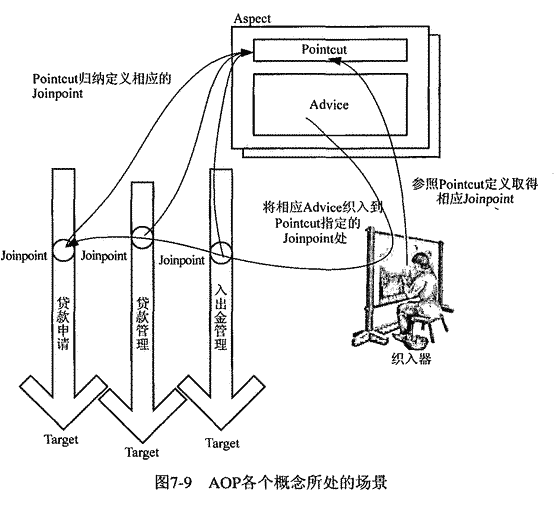 Aspect
Pointcut
Pointcut归纳定义相应的
Joinpoint
Advice
参照Pointcut定义取得
相应Joinpoint
将相应Advice织入到
Pointcut指定的
Joinpoint处
Joinpoint
Joinpoint
Joinpoint
贷款申请
贷款管理
入出金管理
织入器
Target
Target
Target
图7-9 AOP各个概念所处的场景